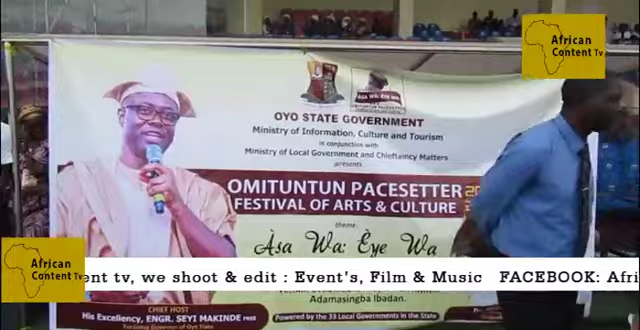 African
Content Tv
OYO STATE GOVERNMENT
Ministry of Information, Culture and Tourism
in conjunction with
Ministry of Local Government and Chieftaincy Matters
presents
OMITUNTUN PACESETTER
FESTIVAL OF ARTS & CULTURE
theme
Àsa Wa: Èye Wa
African
Content Tv
ent tv, we shoot & edit : Event's, Film & Music FACEBOOK: Afri
Adamasingba Ibadan.
CHIEF HOST
His Excellency, ENGR. SEYI MAKINDE
Powered by the 33 Local Governments in the State